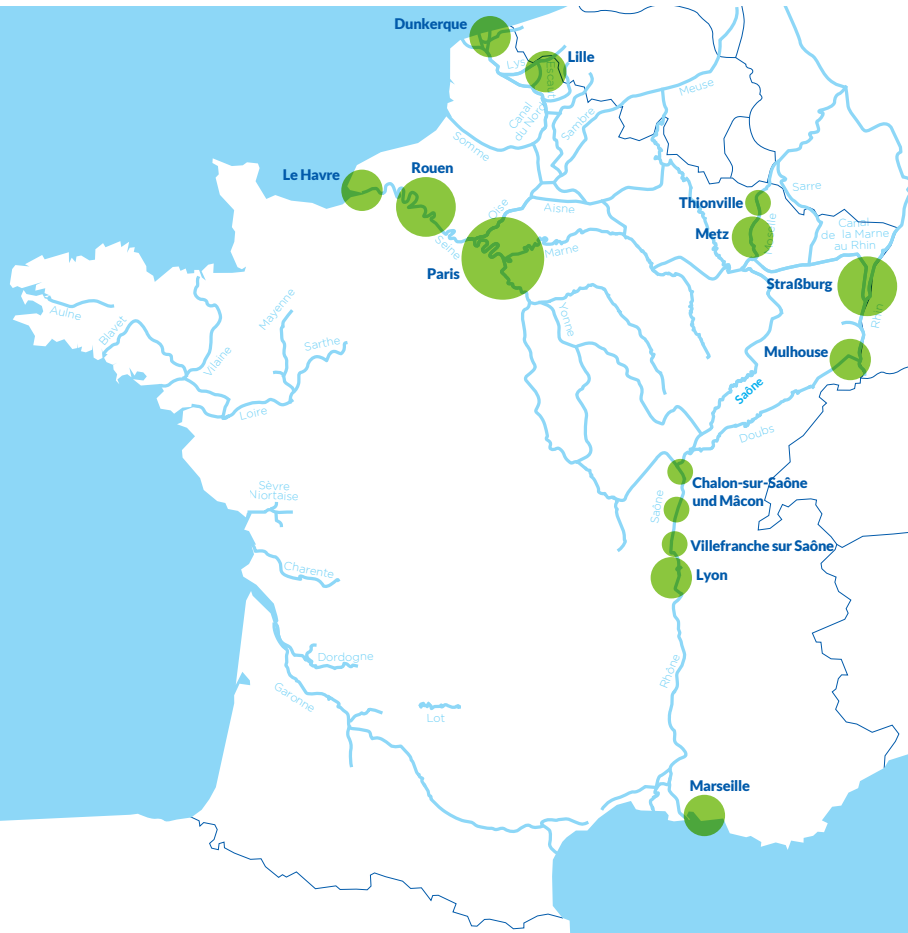 Dunkerque
Lille
Lys
Escaut
Canal
du Nord
Sambre
Meuse
Somme
Le Havre
Rouen
Oise
Aisne
Thionville
Sarre
Metz
Moselle
Canal
de la Marne
au Rhin
Seine
Marne
Paris
Straßburg
Rhin
Aulne
Blavet
Vilaine
Mayenne
Sarthe
Yonne
Mulhouse
Saône
Loire
Doubs
Sèvre
Niortaise
Chalon-sur-Saône
und Mâcon
Saône
Villefranche sur Saône
Charente
Lyon
Dordogne
Garonne
Rhône
Lot
Marseille